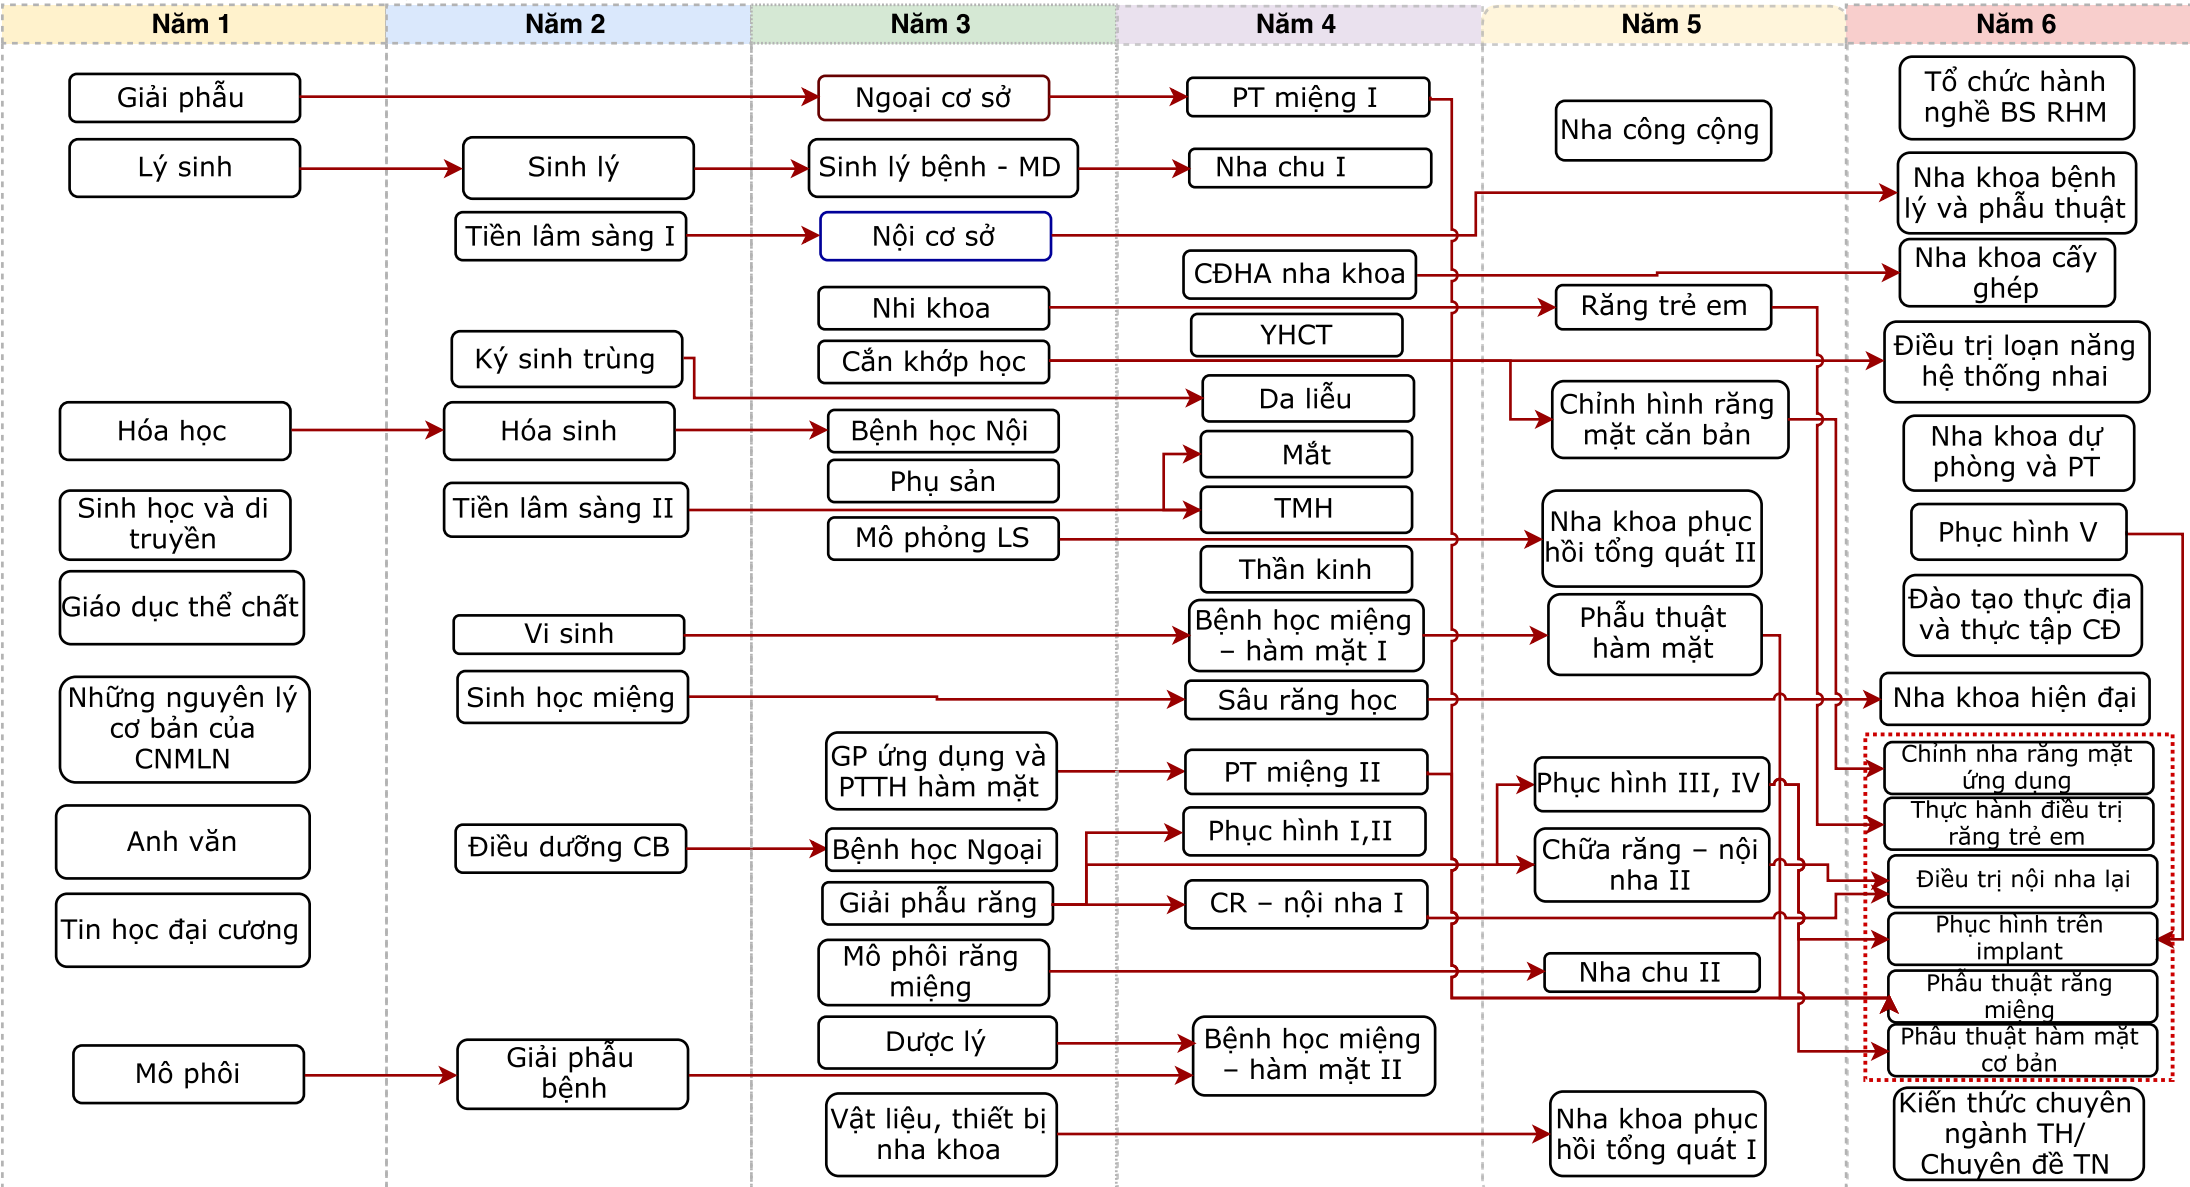 Năm 1
Năm 2
Năm 3
Năm 4
Năm 5
Năm 6
Giải phẫu
Lý sinh
Hóa học
Sinh học và di
truyền
Giáo dục thể chất
Những nguyên lý
cơ bản của
CNMLN
Anh văn
Tin học đại cương
Mô phôi
Sinh lý
Tiền lâm sàng I
Ký sinh trùng
Hóa sinh
Tiền lâm sàng II
Vi sinh
Sinh học miệng
Điều dưỡng CB
Giải phẫu
bệnh
Ngoại cơ sở
Sinh lý bệnh - MD
Nội cơ sở
Nhi khoa
Cắn khớp học
Bệnh học Nội
Phụ sản
Mô phỏng LS
GP ứng dụng và
PTTH hàm mặt
Bệnh học Ngoại
Giải phẫu răng
Mô phôi răng
miệng
Dược lý
Vật liệu, thiết bị
nha khoa
PT miệng I
Nha chu I
CĐHA nha khoa
YHCT
Da liễu
Mắt
TMH
Thần kinh
Bệnh học miệng
– hàm mặt I
Sâu răng học
PT miệng II
Phục hình I,II
CR – nội nha I
Bệnh học miệng
– hàm mặt II
Nha công cộng
Răng trẻ em
Chỉnh hình răng
mặt căn bản
Nha khoa phục
hồi tổng quát II
Phẫu thuật
hàm mặt
Phục hình III, IV
Chữa răng – nội
nha II
Nha chu II
Nha khoa phục
hồi tổng quát I
Tổ chức hành
nghề BS RHM
Nha khoa bệnh
lý và phẫu thuật
Nha khoa cấy
ghép
Điều trị loạn năng
hệ thống nhai
Nha khoa dự
phòng và PT
Phục hình V
Đào tạo thực địa
và thực tập CĐ
Nha khoa hiện đại
Chỉnh nha răng mặt
ứng dụng
Thực hành điều trị
răng trẻ em
Điều trị nội nha lại
Phục hình trên
implant
Phẫu thuật răng
miệng
Phẫu thuật hàm mặt
cơ bản
Kiến thức chuyên
ngành TH/
Chuyên đề TN